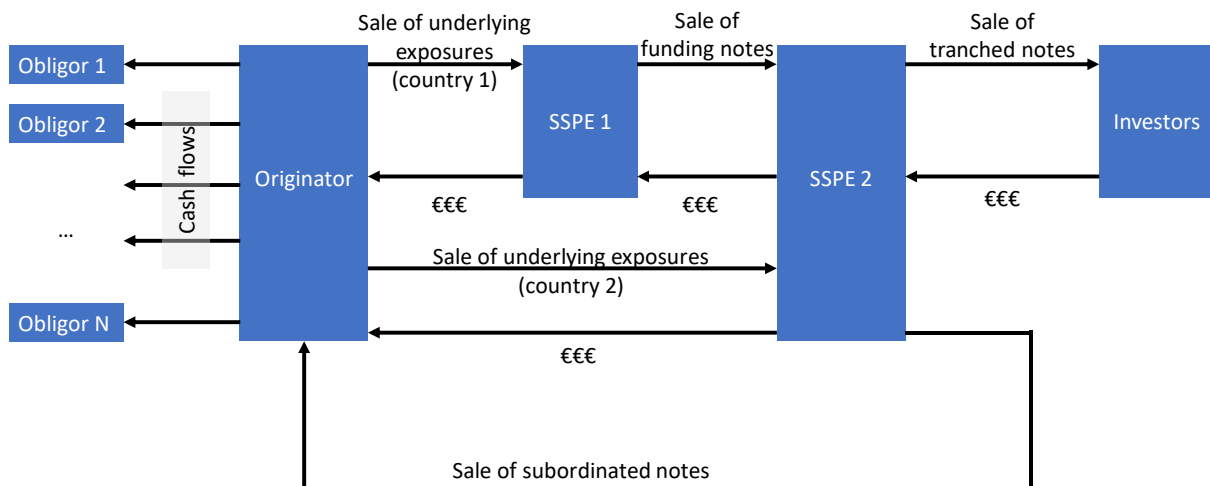 Sale of underlying
exposures
(country 1)
Sale of
funding notes
Sale of
tranched notes
Obligor 1
Obligor 2
...
Obligor N
Cash flows
Originator
SSPE 1
SSPE 2
Investors
€€€
€€€
€€€
Sale of underlying exposures
(country 2)
€€€
Sale of subordinated notes